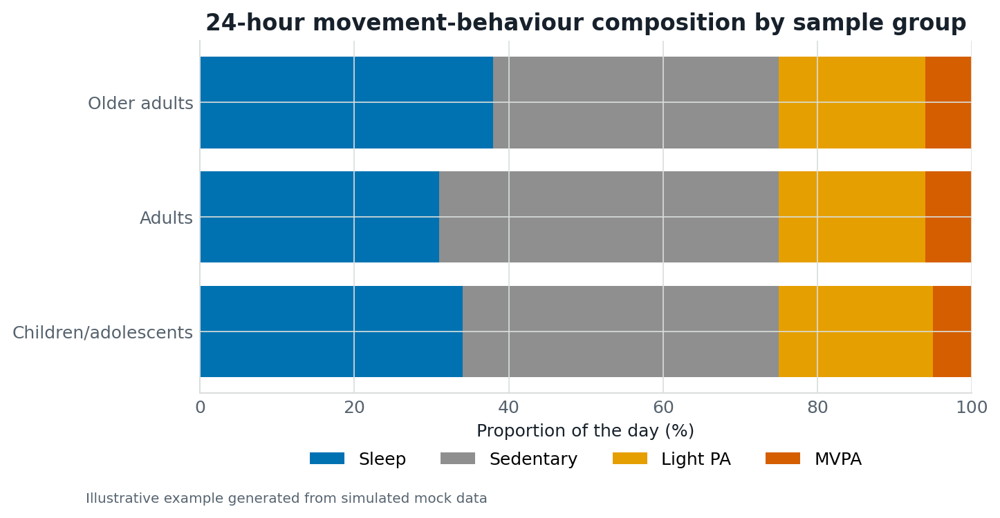 24-hour movement-behaviour composition by sample group
Older adults
Adults
Children/adolescents
0 20 40 60 80 100
Proportion of the day (%)
Sleep Sedentary Light PA MVPA
Illustrative example generated from simulated mock data